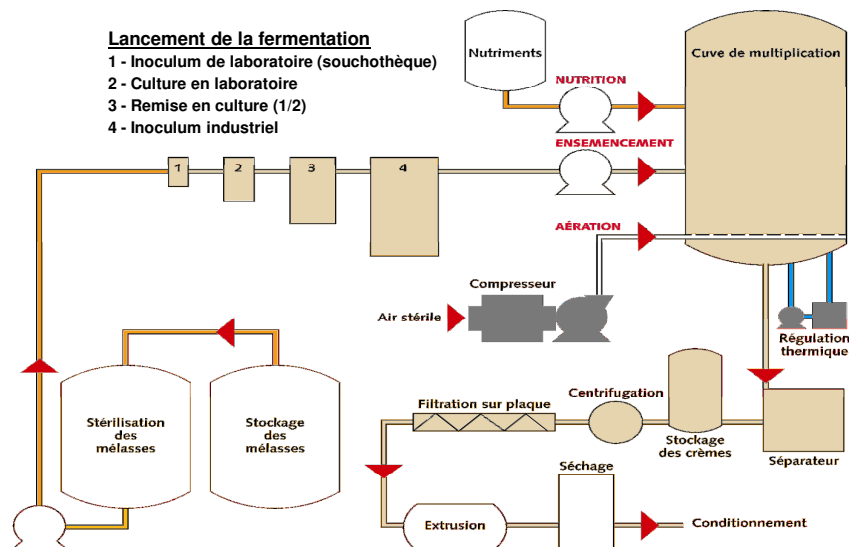 Lancement de la fermentation
1 - Inoculum de laboratoire (souchothèque)
2 - Culture en laboratoire
3 - Remise en culture (1/2)
4 - Inoculum industriel
Nutriments
Cuve de multiplication
NUTRITION
ENSEMENCEMENT
1
2
3
4
AÉRATION
Compresseur
Air stérile
Régulation
thermique
Stérilisation
des
mélasses
Stockage
des
mélasses
Filtration sur plaque
Centrifugation
Stockage
des crèmes
Séparateur
Séchage
Extrusion
Conditionnement